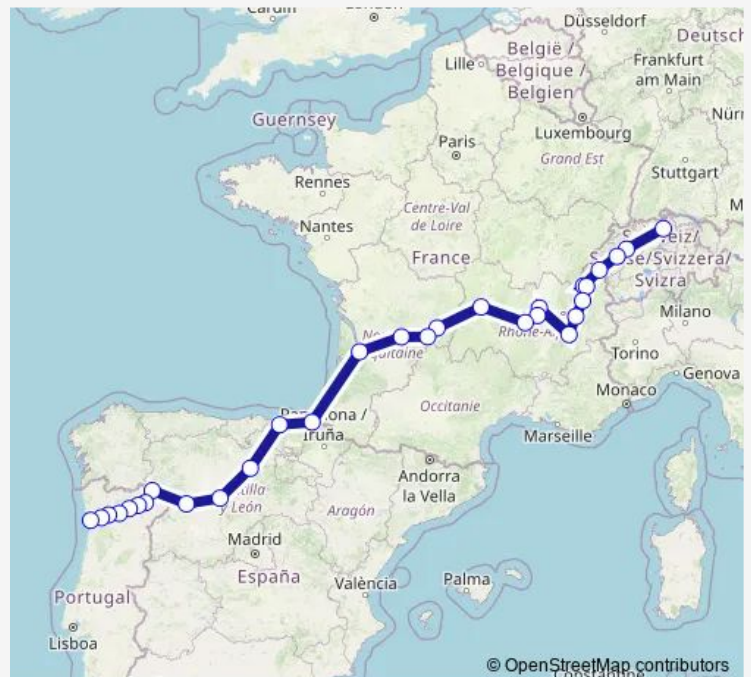 Düsseldorf
Lille
België /
Belgique /
Belgien
Frankfurt
am Main
Guernsey
Paris
Luxembourg
Grand Est
Stuttgart
Rennes
Nantes
Centre-Val
de Loire
France
Svizra
Milano
Torino
Genova
Monaco
Occitanie
Iruña
Marseille
Andorra
la Vella
y León
Aragón
Madrid
España
València
Palma
Portugal
Lisboa
© OpenStreetMap contributors